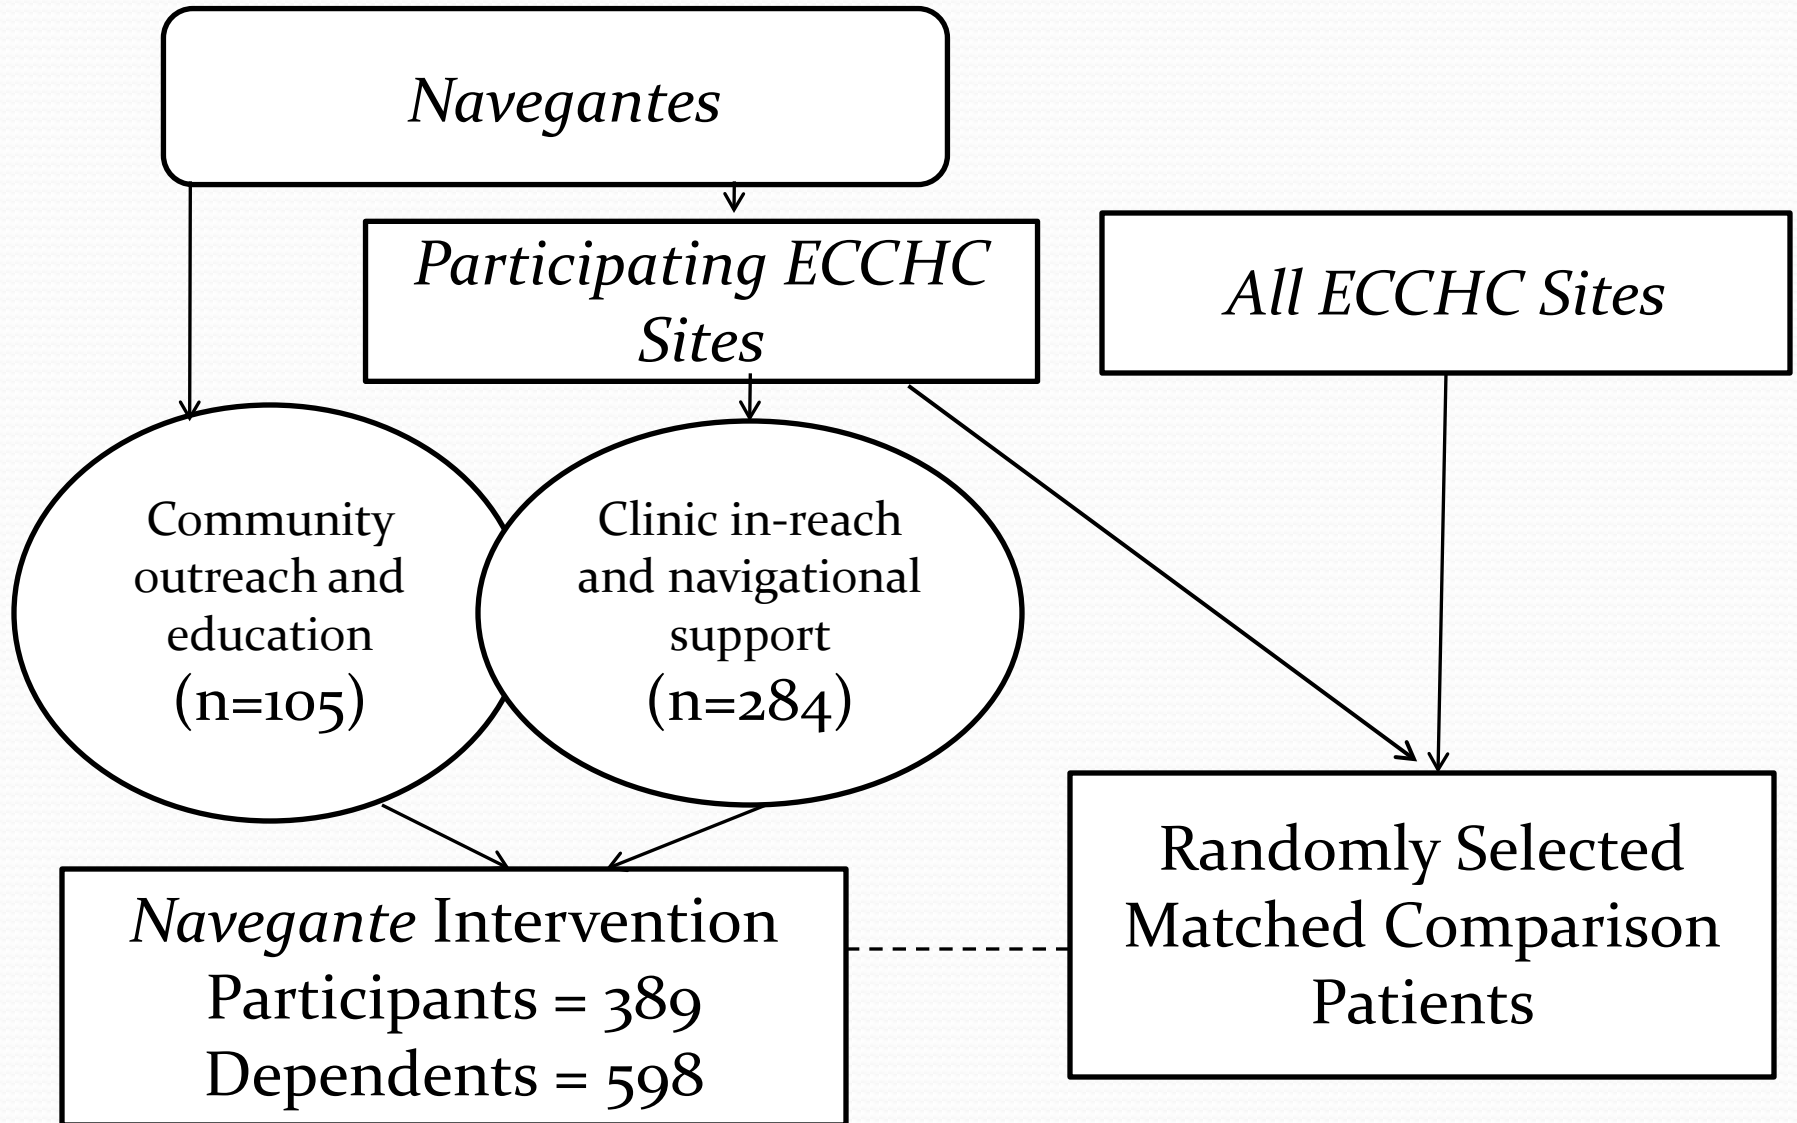 Navegantes
Participating ECCHC
Sites
All ECCHC Sites
Community
outreach and
education
(n=105)
Clinic in-reach
and navigational
support
(n=284)
Navegante Intervention
Participants = 389
Dependents = 598
Randomly Selected
Matched Comparison
Patients